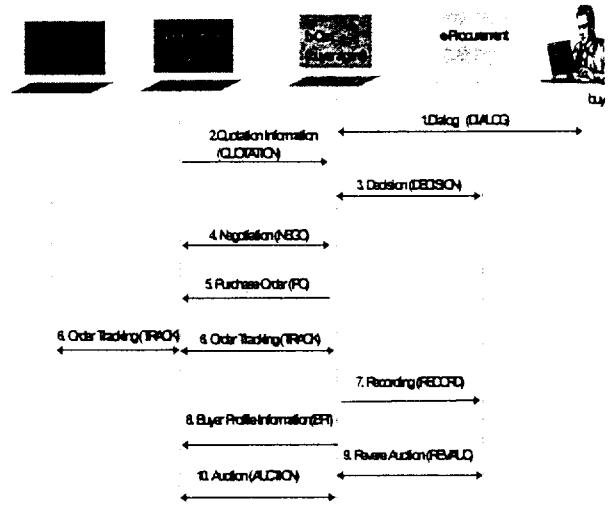 e-Procurement
buye
1.Dialog (DIALOG)
2.Quotation Information
(QUOTATION)
3. Decision (DECISION)
4. Negotiation (NEGO)
5. Purchase Order (PO)
6. Order Tracking (TRACK)
6. Order Tracking (TRACK)
7. Recording (RECORD)
8. Buyer Profile Information (BPI)
9. Reverse Auction (REVAUC)
10. Auction (AUCTION)